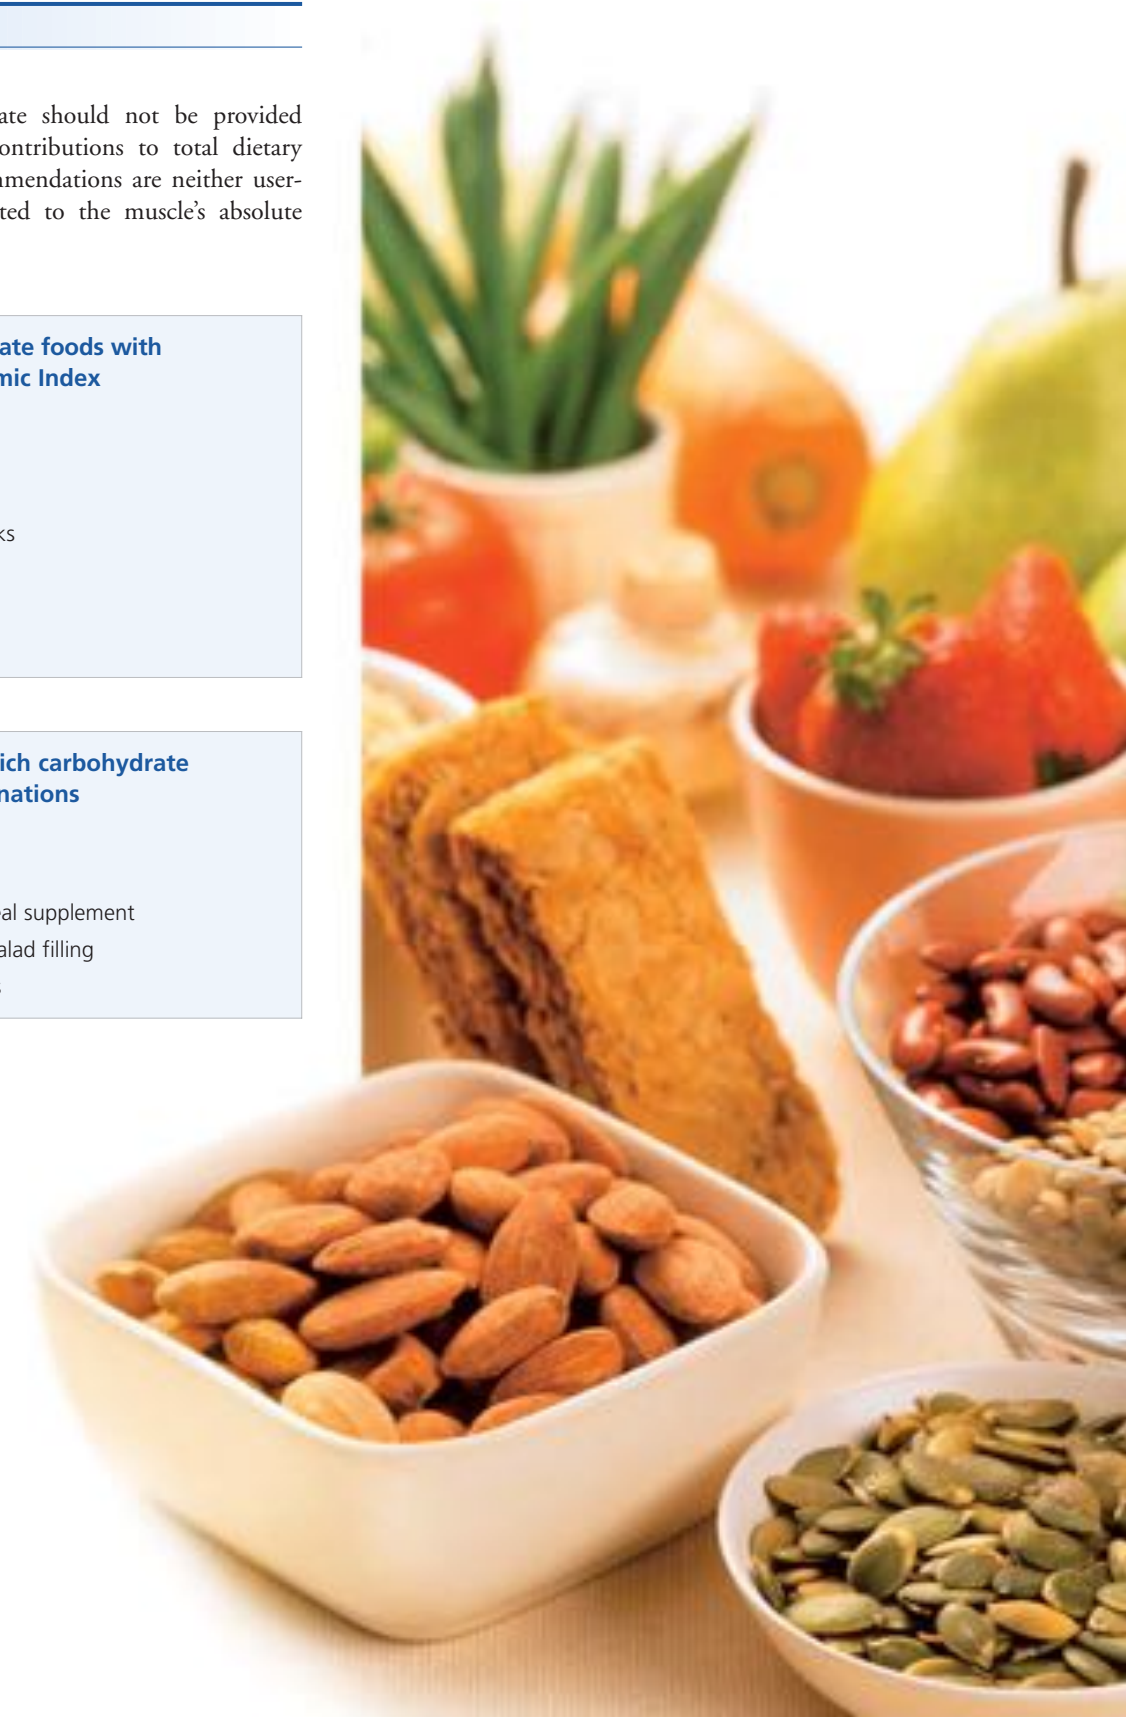 ate should not be provided
ontributions to total dietary
nmendations are neither user-
ted to the muscle's absolute
ate foods with
mic Index
ks
ich carbohydrate
nations
al supplement
alad filling
s